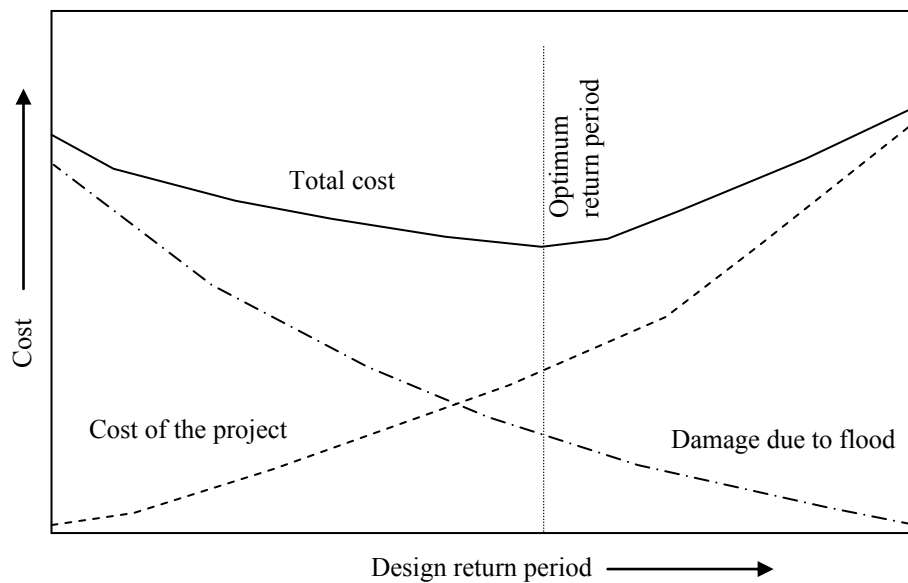 Optimum
return period
Total cost
Cost
Cost of the project
Damage due to flood
Design return period